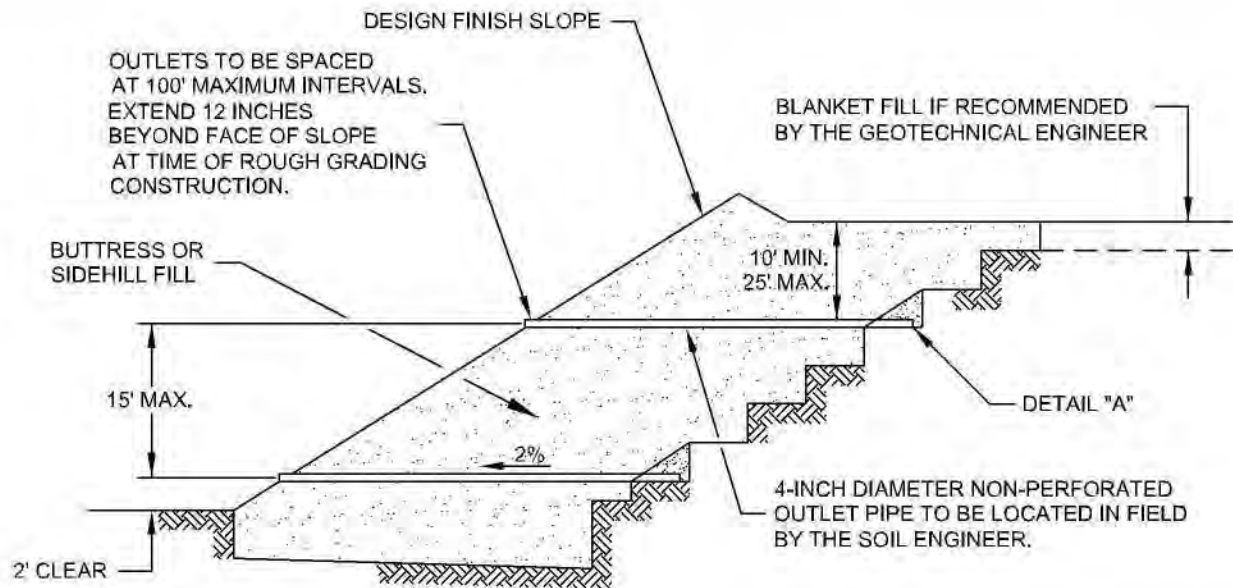 DESIGN FINISH SLOPE
OUTLETS TO BE SPACED
AT 100' MAXIMUM INTERVALS.
EXTEND 12 INCHES
BEYOND FACE OF SLOPE
AT TIME OF ROUGH GRADING
CONSTRUCTION.
BLANKET FILL IF RECOMMENDED
BY THE GEOTECHNICAL ENGINEER
BUTTRESS OR
SIDEHILL FILL
10' MIN.
25' MAX.
15' MAX.
DETAIL "A"
2%
4-INCH DIAMETER NON-PERFORATED
OUTLET PIPE TO BE LOCATED IN FIELD
BY THE SOIL ENGINEER.
2' CLEAR